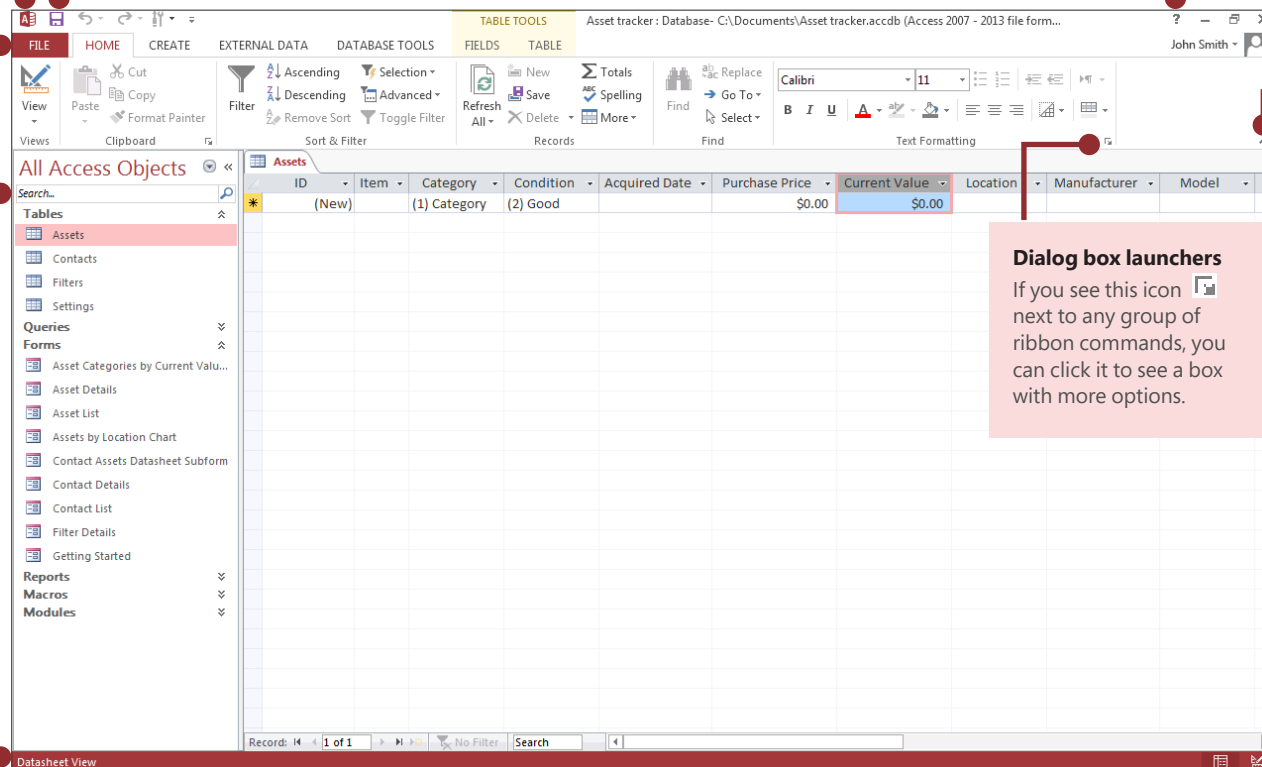 TABLE TOOLS Asset tracker : Database- C:\Documents\Asset tracker.accdb (Access 2007 - 2013 file form... ?
FILE HOME CREATE EXTERNAL DATA DATABASE TOOLS FIELDS TABLE John Smith
View
Views
Paste
Cut
Copy
Format Painter
Clipboard
Filter
Ascending
Descending
Remove Sort
Selection
Advanced
Toggle Filter
Sort & Filter
Refresh
All
New
Save
Delete
Totals
Spelling
More
Records
Find
Replace
Go To
Select
Find
Calibri 11
B I U A
Text Formatting
All Access Objects
Search...
Tables
Assets
Contacts
Filters
Settings
Queries
Forms
Asset Categories by Current Valu...
Asset Details
Asset List
Assets by Location Chart
Contact Assets Datasheet Subform
Contact Details
Contact List
Filter Details
Getting Started
Reports
Macros
Modules
Assets
ID Item Category Condition Acquired Date Purchase Price Current Value Location Manufacturer Model
(New) (1) Category (2) Good $0.00 $0.00
Dialog box launchers
If you see this icon
next to any group of
ribbon commands, you
can click it to see a box
with more options.
Record: 1 of 1 No Filter Search
Datasheet View